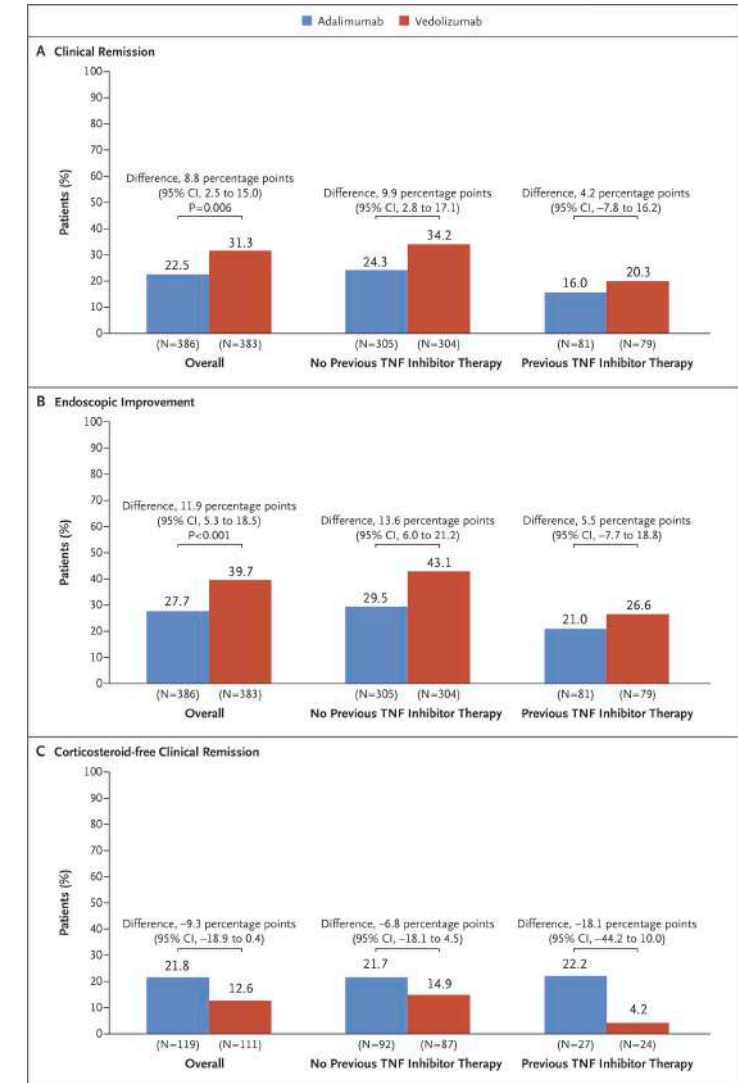 Adalimumab Vedolizumab
A Clinical Remission
Patients (%)
100
90
80
70
60
50
40
30
20
10
0
Difference, 8.8 percentage points
(95% CI, 2.5 to 15.0)
P=0.006
22.5
31.3
(N=386) (N=383)
Overall
Difference, 9.9 percentage points
(95% CI, 2.8 to 17.1)
24.3
34.2
(N=305) (N=304)
No Previous TNF Inhibitor Therapy
Difference, 4.2 percentage points
(95% CI, –7.8 to 16.2)
16.0
20.3
(N=81) (N=79)
Previous TNF Inhibitor Therapy
B Endoscopic Improvement
Patients (%)
100
90
80
70
60
50
40
30
20
10
0
Difference, 11.9 percentage points
(95% CI, 5.3 to 18.5)
P<0.001
27.7
39.7
(N=386) (N=383)
Overall
Difference, 13.6 percentage points
(95% CI, 6.0 to 21.2)
29.5
43.1
(N=305) (N=304)
No Previous TNF Inhibitor Therapy
Difference, 5.5 percentage points
(95% CI, –7.7 to 18.8)
21.0
26.6
(N=81) (N=79)
Previous TNF Inhibitor Therapy
C Corticosteroid-free Clinical Remission
Patients (%)
100
90
80
70
60
50
40
30
20
10
0
Difference, –9.3 percentage points
(95% CI, –18.9 to 0.4)
21.8
12.6
(N=119) (N=111)
Overall
Difference, –6.8 percentage points
(95% CI, –18.1 to 4.5)
21.7
14.9
(N=92) (N=87)
No Previous TNF Inhibitor Therapy
Difference, –18.1 percentage points
(95% CI, –44.2 to 10.0)
22.2
4.2
(N=27) (N=24)
Previous TNF Inhibitor Therapy